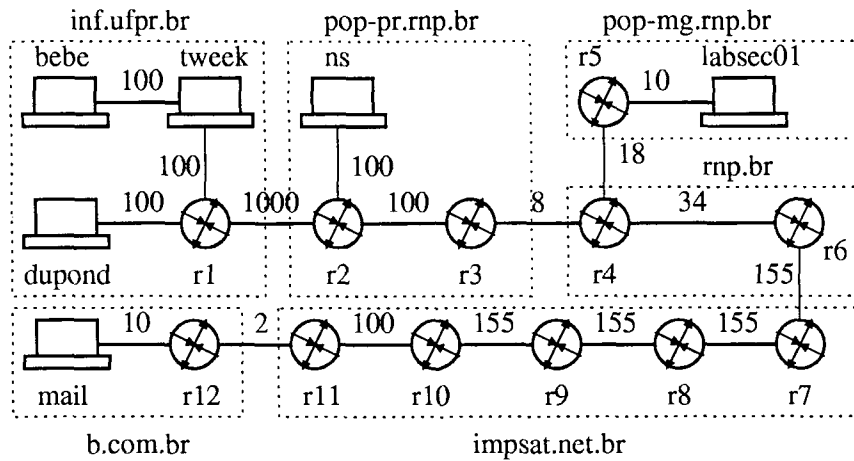 inf.ufpr.br pop-pr.rnp.br pop-mg.rnp.br
bebe tweek ns r5 labsec01
100 10
100 100 18 rnp.br
100 1000 100 8 34
dupond r1 r2 r3 r4 r6
155
10 2 100 155 155 155
mail r12 r11 r10 r9 r8 r7
b.com.br impsat.net.br